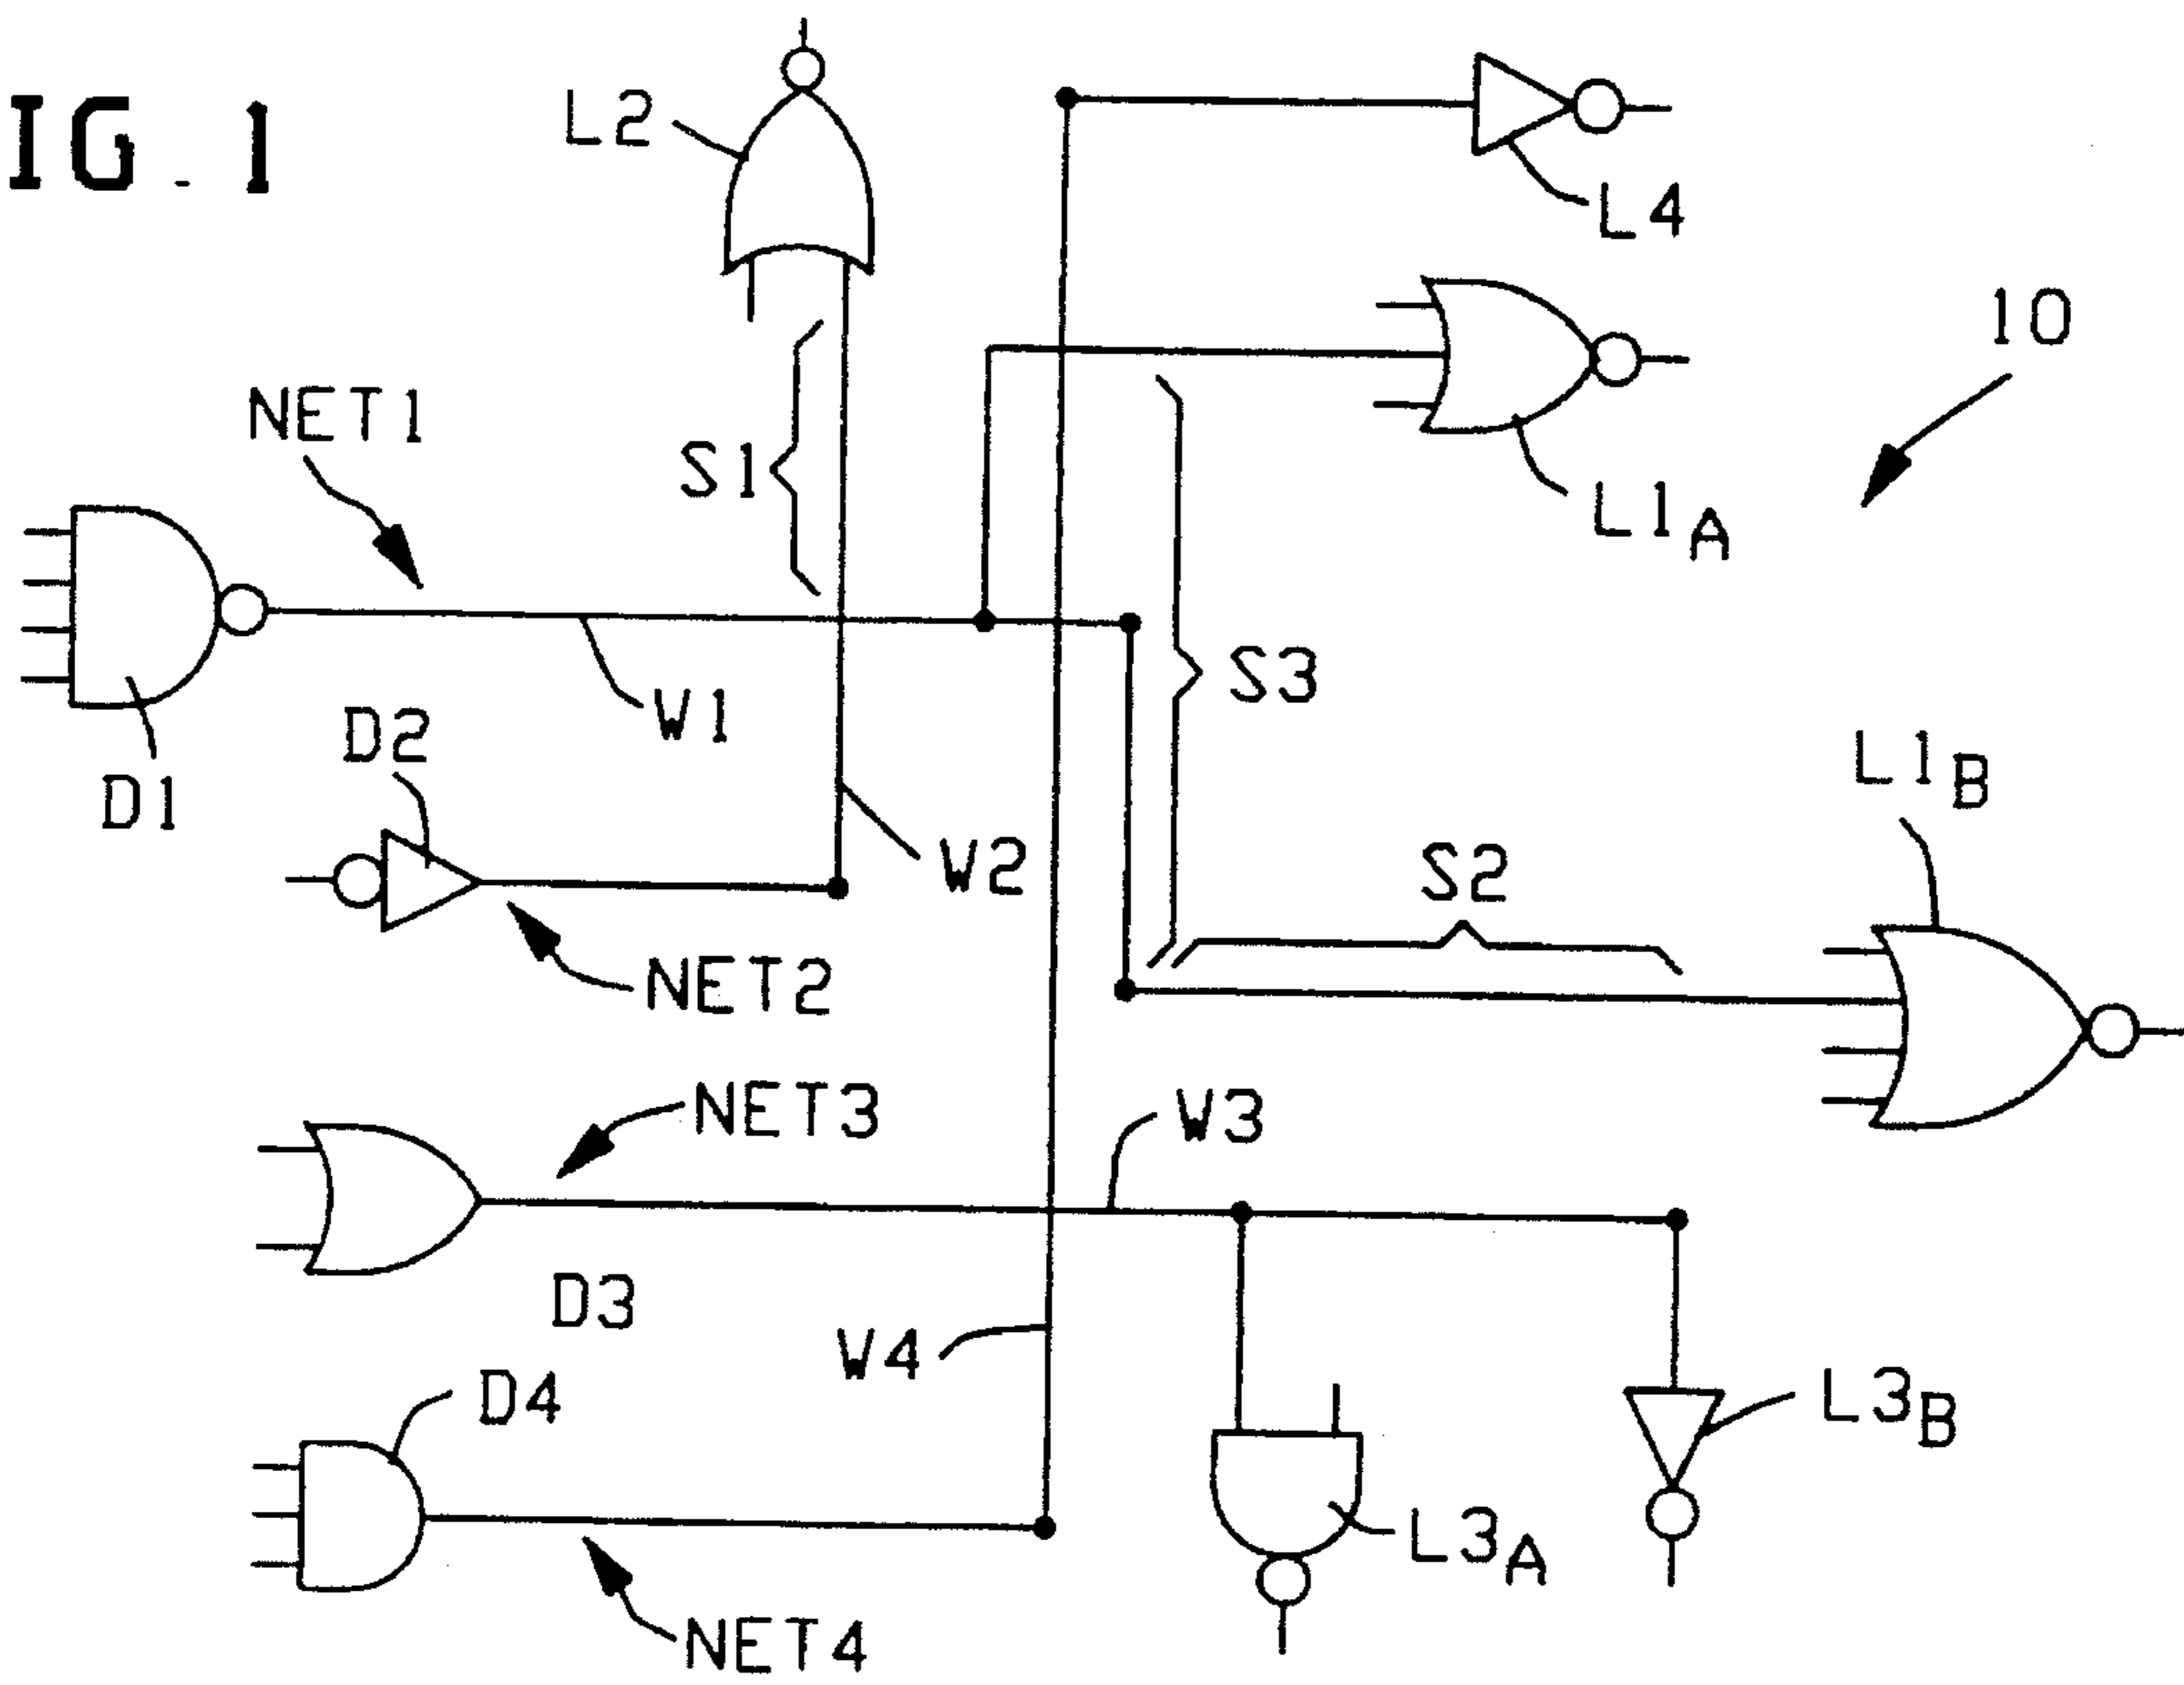 IG. 1
L2
L4
10
NET1
S1
L1A
W1
S3
D2
D1
L1B
W2
S2
NET2
NET3
W3
D3
W4
D4
L3B
L3A
NET4